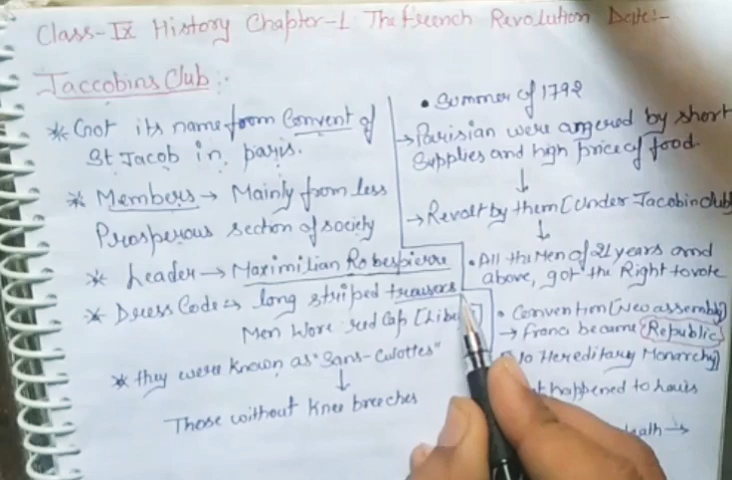 Class-IX History Chapter-1 The French Revolution Date:-
Jaccobins Club:-
* Got its name from Convent of
St Jacob in paris.
* Members → Mainly from less
Prosperous section of society
* Leader → Maximilian Robespierre
* Dress Code → long striped trousers
Men Wore red Cap
* they were known as "Sans-Culottes"
↓
Those without Knee breeches
• Summer of 1792
→ Parisian were angered by short
Supplies and high price of food.
↓
→ Revolt by them [Under Jacobin club]
↓
• All the Men of 21 years and
above, got the Right to vote
• Convention [New assembly]
→ Franc became Republic
Hereditary Monarchy]
happened to
→